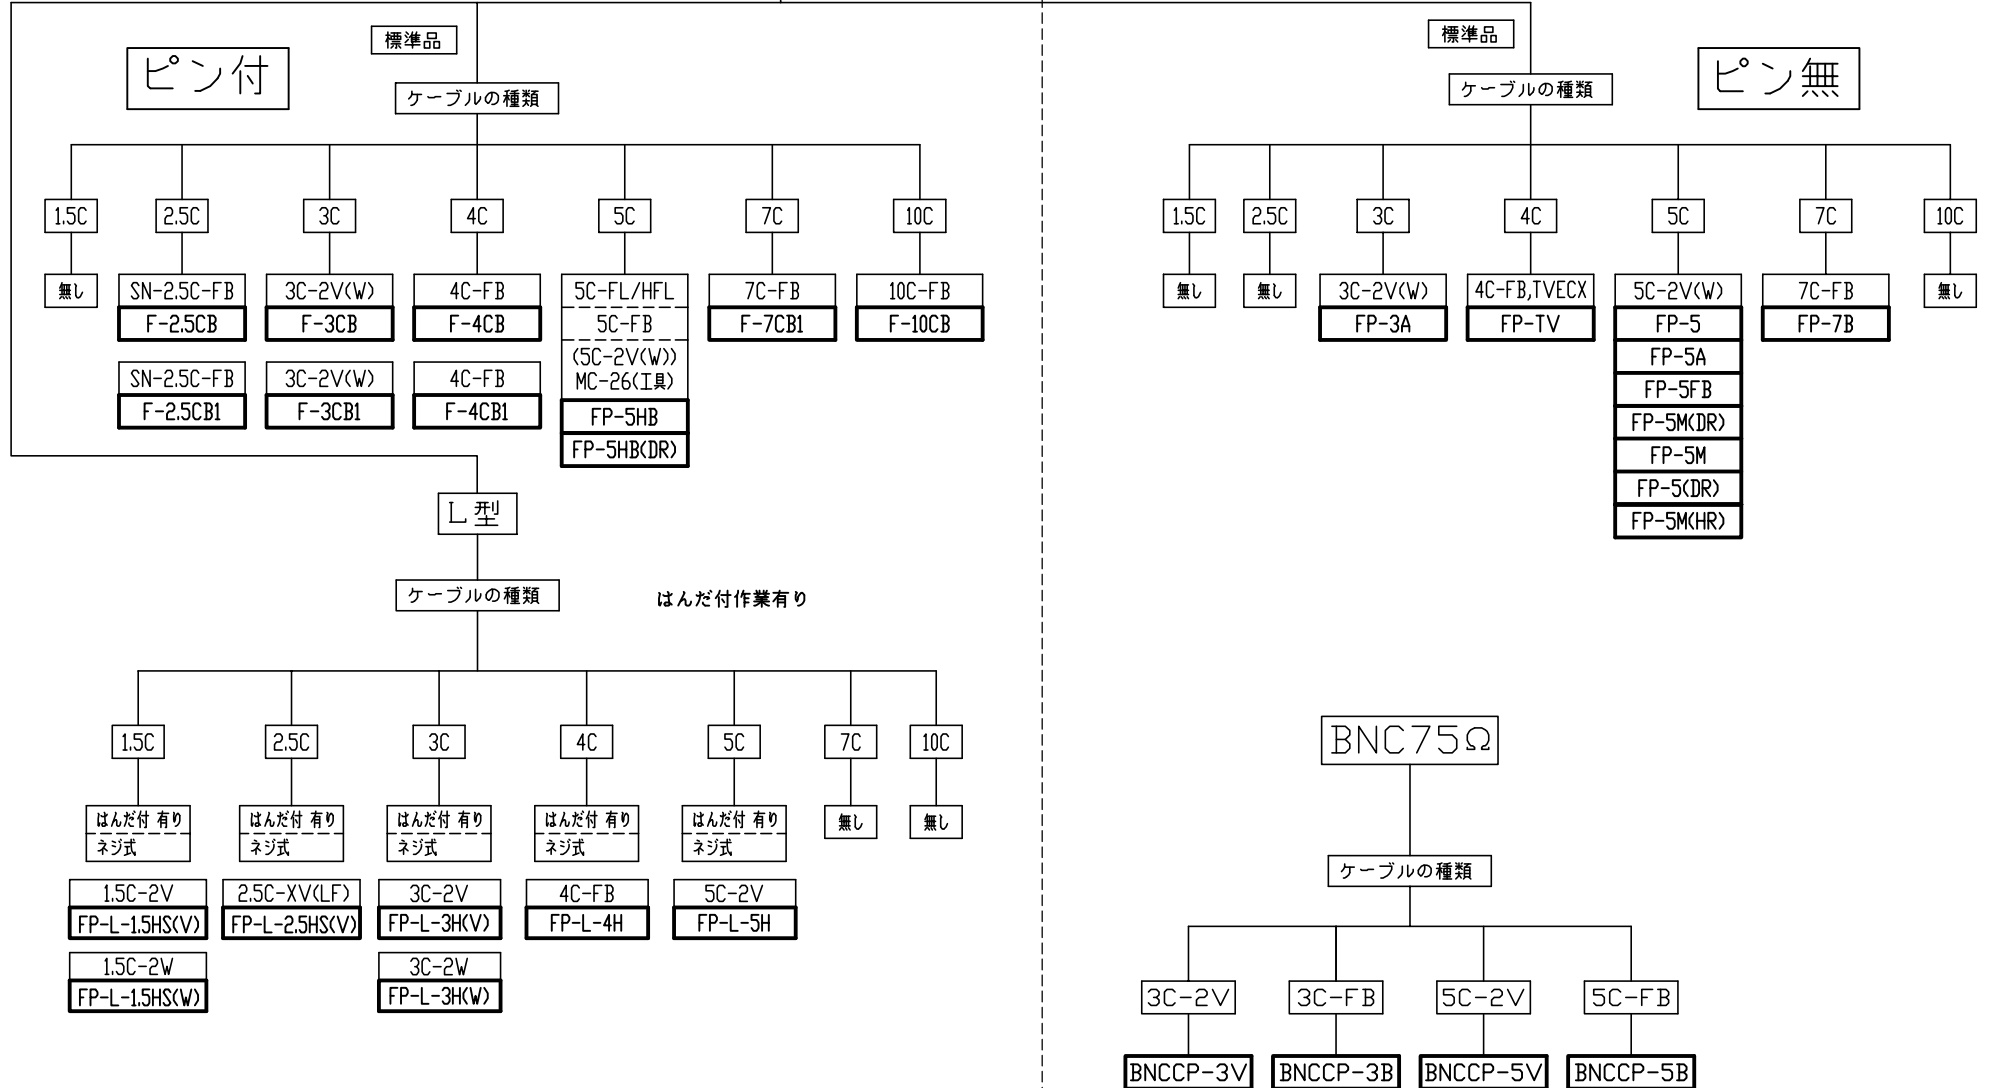 標準品
ピン付
ケーブルの種類
1.5C
2.5C
3C
4C
5C
7C
10C
無し
SN-2.5C-FB
F-2.5CB
SN-2.5C-FB
F-2.5CB1
3C-2V(W)
F-3CB
3C-2V(W)
F-3CB1
4C-FB
F-4CB
4C-FB
F-4CB1
5C-FL/HFL
5C-FB
(5C-2V(W))
MC-26(工具)
FP-5HB
FP-5HB(DR)
7C-FB
F-7CB1
10C-FB
F-10CB
L型
ケーブルの種類
はんだ付作業有り
1.5C
2.5C
3C
4C
5C
7C
10C
はんだ付 有り
ネジ式
1.5C-2V
FP-L-1.5HS(V)
1.5C-2W
FP-L-1.5HS(W)
はんだ付 有り
ネジ式
2.5C-XV(LF)
FP-L-2.5HS(V)
はんだ付 有り
ネジ式
3C-2V
FP-L-3H(V)
3C-2W
FP-L-3H(W)
はんだ付 有り
ネジ式
4C-FB
FP-L-4H
はんだ付 有り
ネジ式
5C-2V
FP-L-5H
無し
無し
標準品
ピン無
ケーブルの種類
1.5C
2.5C
3C
4C
5C
7C
10C
無し
無し
3C-2V(W)
FP-3A
4C-FB,TVECX
FP-TV
5C-2V(W)
FP-5
FP-5A
FP-5FB
FP-5M(DR)
FP-5M
FP-5(DR)
FP-5M(HR)
7C-FB
FP-7B
無し
BNC75Ω
ケーブルの種類
3C-2V
3C-FB
5C-2V
5C-FB
BNCCP-3V
BNCCP-3B
BNCCP-5V
BNCCP-5B